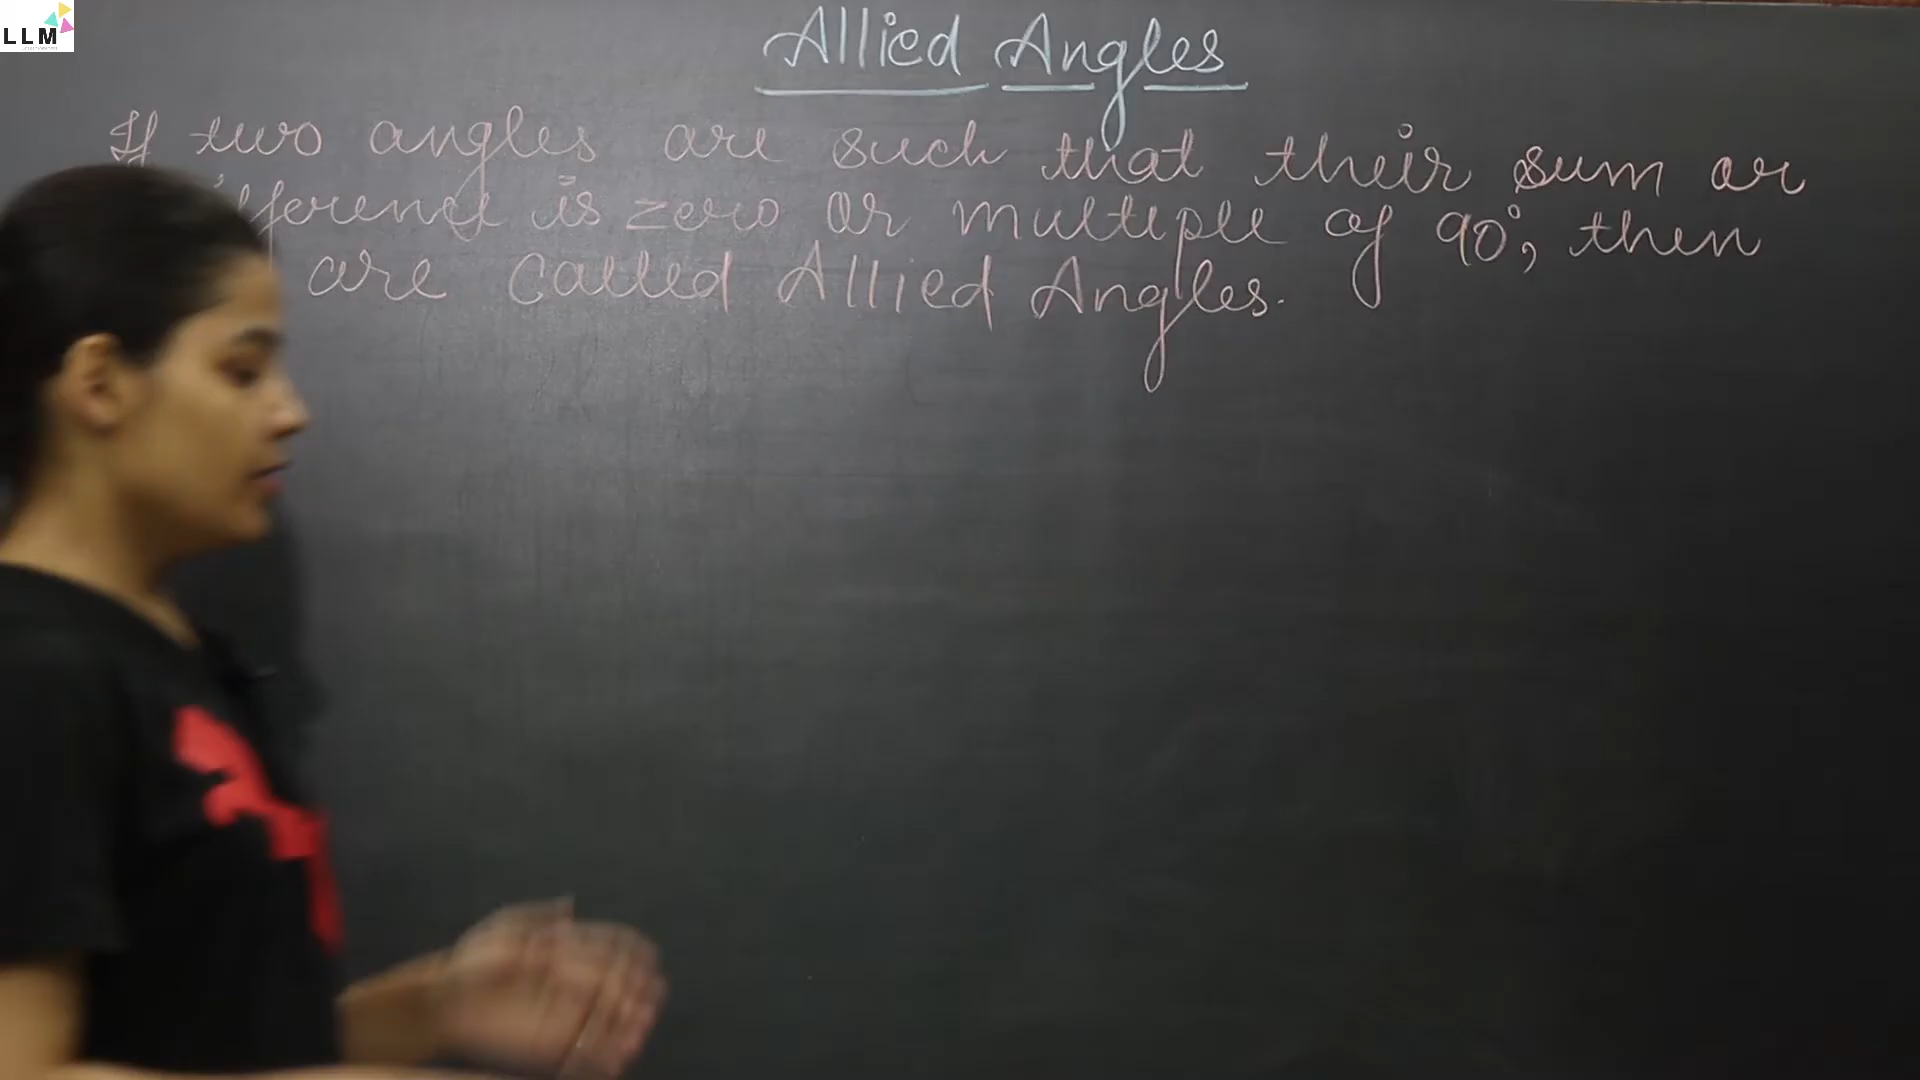 LLM
Allied Angles
If two angles are such that their sum or
ifference is zero or multiple of 90°, then
are called Allied Angles.